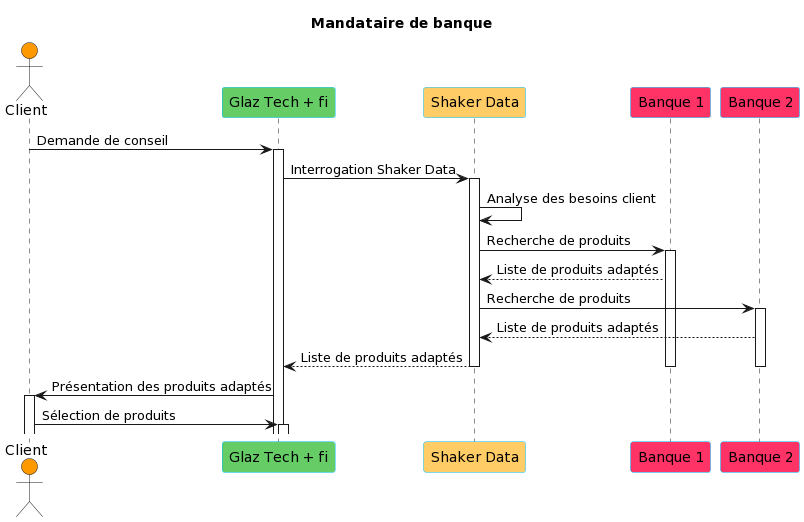 Mandataire de banque
Client
Glaz Tech + fi
Shaker Data
Banque 1
Banque 2
Demande de conseil
Interrogation Shaker Data
Analyse des besoins client
Recherche de produits
Liste de produits adaptés
Recherche de produits
Liste de produits adaptés
Liste de produits adaptés
Présentation des produits adaptés
Sélection de produits
Client
Glaz Tech + fi
Shaker Data
Banque 1
Banque 2